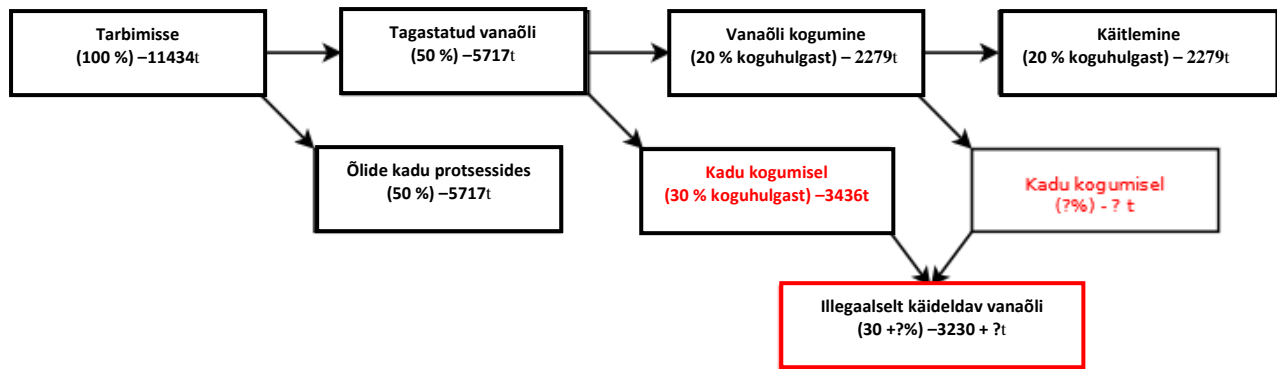 Tarbimisse
(100 %) –11434t
Tagastatud vanaõli
(50 %) –5717t
Vanaõli kogumine
(20 % koguhulgast) – 2279t
Käitlemine
(20 % koguhulgast) – 2279t
Õlide kadu protsessides
(50 %) –5717t
Kadu kogumisel
(30 % koguhulgast) –3436t
Kadu kogumisel
(?%) - ? t
Illegaalselt käideldav vanaõli
(30 +?%) –3230 + ?t